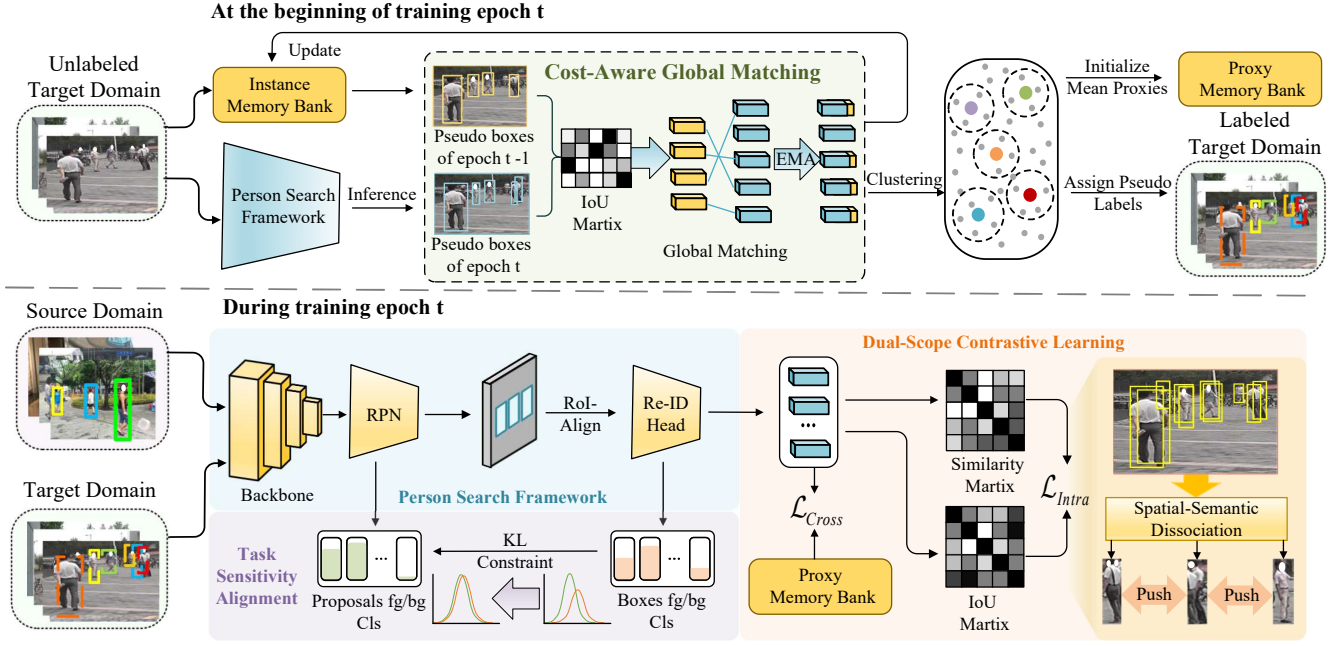 At the beginning of training epoch t
Unlabeled
Target Domain
Update
Instance
Memory Bank
Person Search
Framework
Inference
Cost-Aware Global Matching
Pseudo boxes
of epoch t -1
Pseudo boxes
of epoch t
IoU
Martix
EMA
Global Matching
Clustering
Initialize
Mean Proxies
Proxy
Memory Bank
Assign Pseudo
Labels
Labeled
Target Domain
During training epoch t
Source Domain
Target Domain
Backbone
RPN
RoI-
Align
Re-ID
Head
Person Search Framework
Task
Sensitivity
Alignment
...
Proposals fg/bg
Cls
KL
Constraint
...
Boxes fg/bg
Cls
Dual-Scope Contrastive Learning
...
ℒCross
Proxy
Memory Bank
Similarity
Martix
IoU
Martix
ℒIntra
Spatial-Semantic
Dissociation
Push
Push